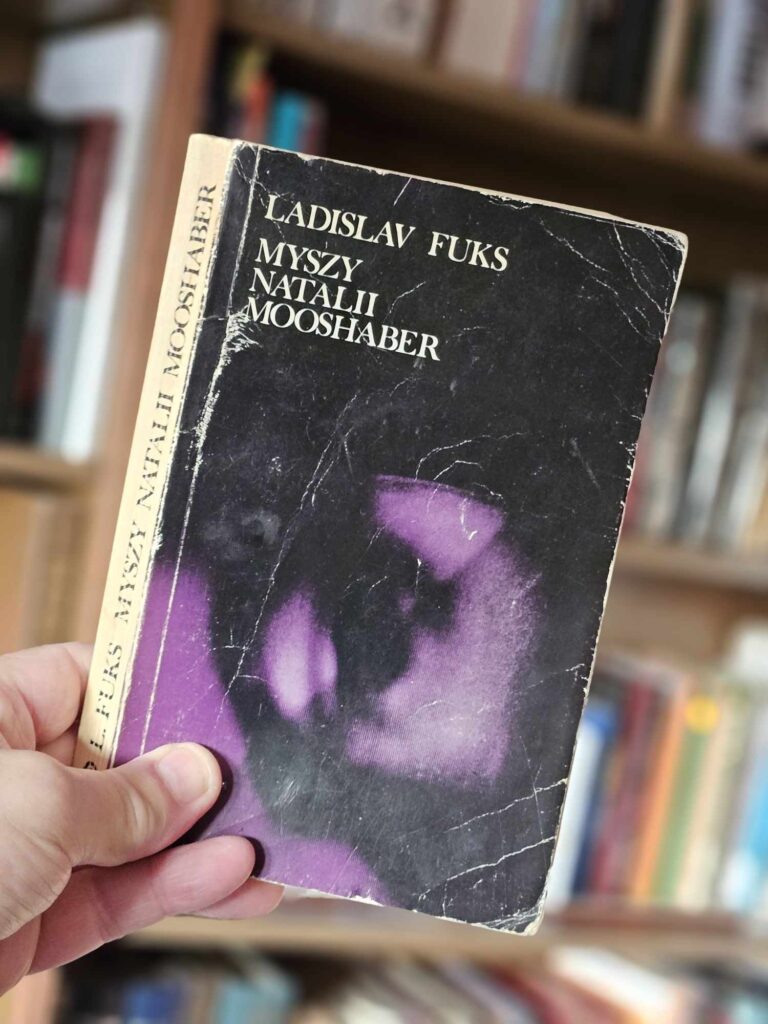 LADISLAV FUKS
MYSZY
NATALII
MOOSHABER
L. FUKS MYSZY NATALII MOOSHABER